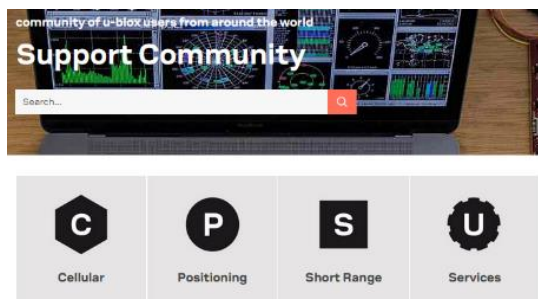 community of u-blox users from around the world
Support Community
Search...
C
P
S
U
Cellular
Positioning
Short Range
Services